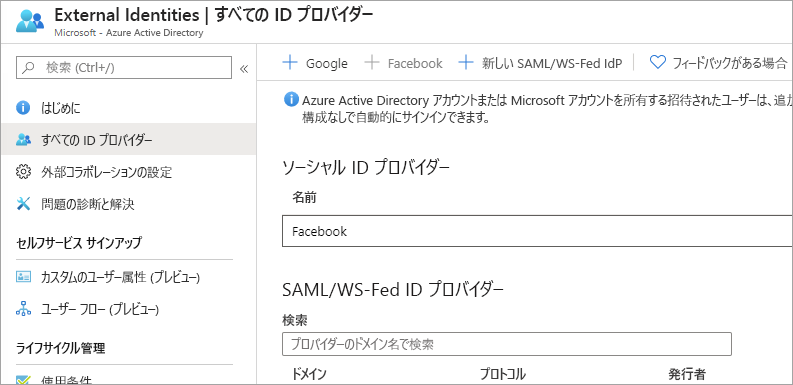 External Identities | すべての ID プロバイダー
Microsoft - Azure Active Directory
検索 (Ctrl+/)
«
Google
Facebook
新しい SAML/WS-Fed IdP
フィードバックがある場合
はじめに
すべての ID プロバイダー
外部コラボレーションの設定
問題の診断と解決
セルフサービス サインアップ
カスタムのユーザー属性 (プレビュー)
ユーザー フロー (プレビュー)
ライフサイクル管理
使用条件
Azure Active Directory アカウントまたは Microsoft アカウントを所有する招待されたユーザーは、追加
構成なしで自動的にサインインできます。
ソーシャル ID プロバイダー
名前
Facebook
SAML/WS-Fed ID プロバイダー
検索
プロバイダーのドメイン名で検索
ドメイン
プロトコル
発行者